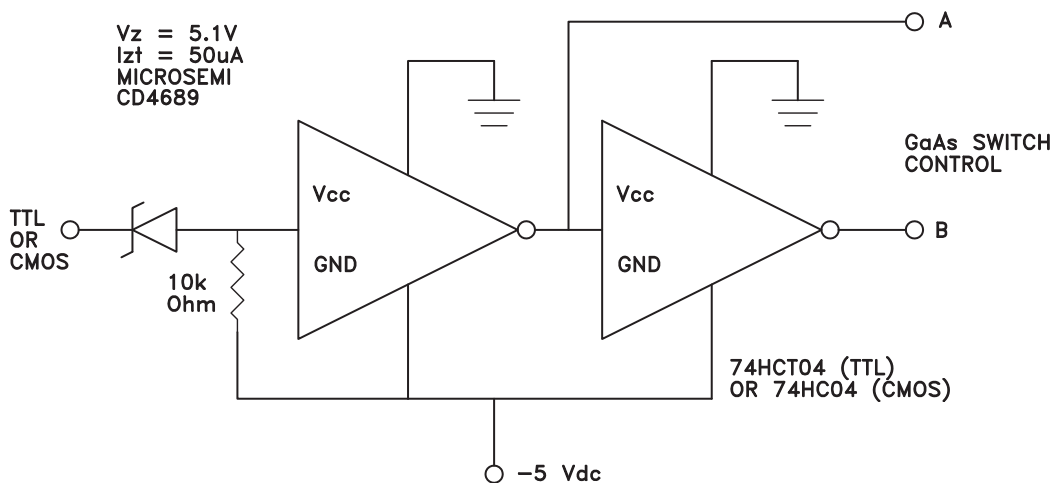 Vz = 5.1V
Izt = 50uA
MICROSEMI
CD4689
A
GaAs SWITCH
CONTROL
Vcc
Vcc
TTL
OR
CMOS
B
GND
GND
10k
Ohm
74HCT04 (TTL)
OR 74HC04 (CMOS)
-5 Vdc